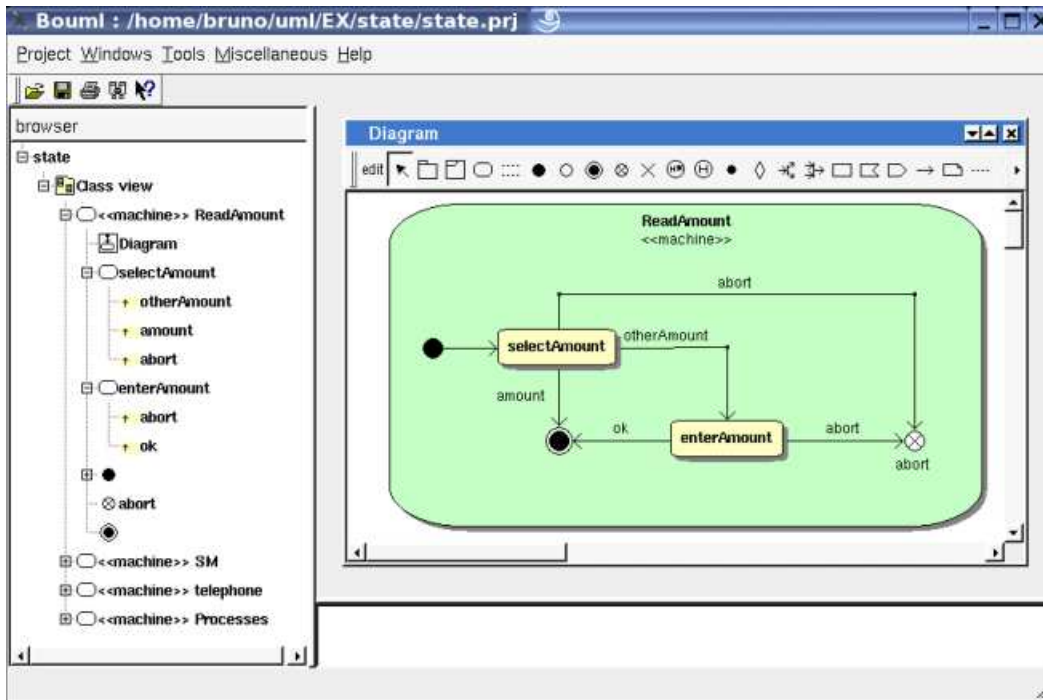 Bouml : /home/bruno/uml/EX/state/state.prj
Project Windows Tools Miscellaneous Help
browser
state
Class view
<<machine>> ReadAmount
Diagram
selectAmount
otherAmount
amount
abort
enterAmount
abort
ok
abort
<<machine>> SM
<<machine>> telephone
<<machine>> Processes
Diagram
edit
ReadAmount
<<machine>>
abort
selectAmount
otherAmount
amount
ok
enterAmount
abort
abort